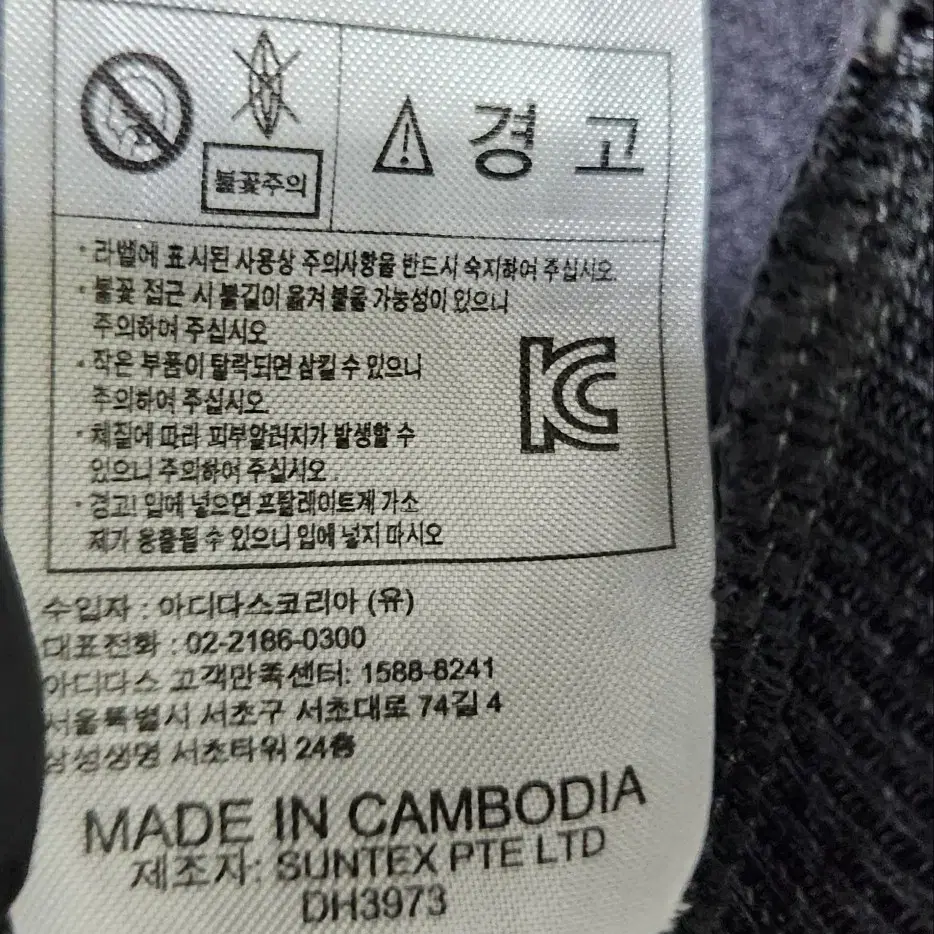 불꽃주의
경 고
· 라벨에 표시된 사용상 주의사항을 반드시 숙지하여 주십시오.
· 불꽃 접근 시 불길이 옮겨 붙을 가능성이 있으니
주의하여 주십시오
· 작은 부품이 탈락되면 삼킬 수 있으니
주의하여 주십시오.
· 체질에 따라 피부알러지가 발생할 수
있으니 주의하여 주십시오.
· 경고! 입에 넣으면 프탈레이트계 가소
제가 용출될 수 있으니 입에 넣지 마시오
KC
수입자 : 아디다스코리아 (유)
대표전화 : 02-2186-0300
아디다스 고객만족센터: 1588-8241
서울특별시 서초구 서초대로 74길 4
삼성생명 서초타워 24층
MADE IN CAMBODIA
제조자: SUNTEX PTE LTD
DH3973